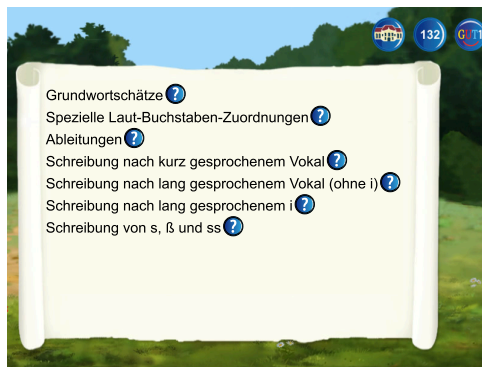 132
GUT1
Grundwortschätze ?
Spezielle Laut-Buchstaben-Zuordnungen ?
Ableitungen ?
Schreibung nach kurz gesprochenem Vokal ?
Schreibung nach lang gesprochenem Vokal (ohne i) ?
Schreibung nach lang gesprochenem i ?
Schreibung von s, ß und ss ?